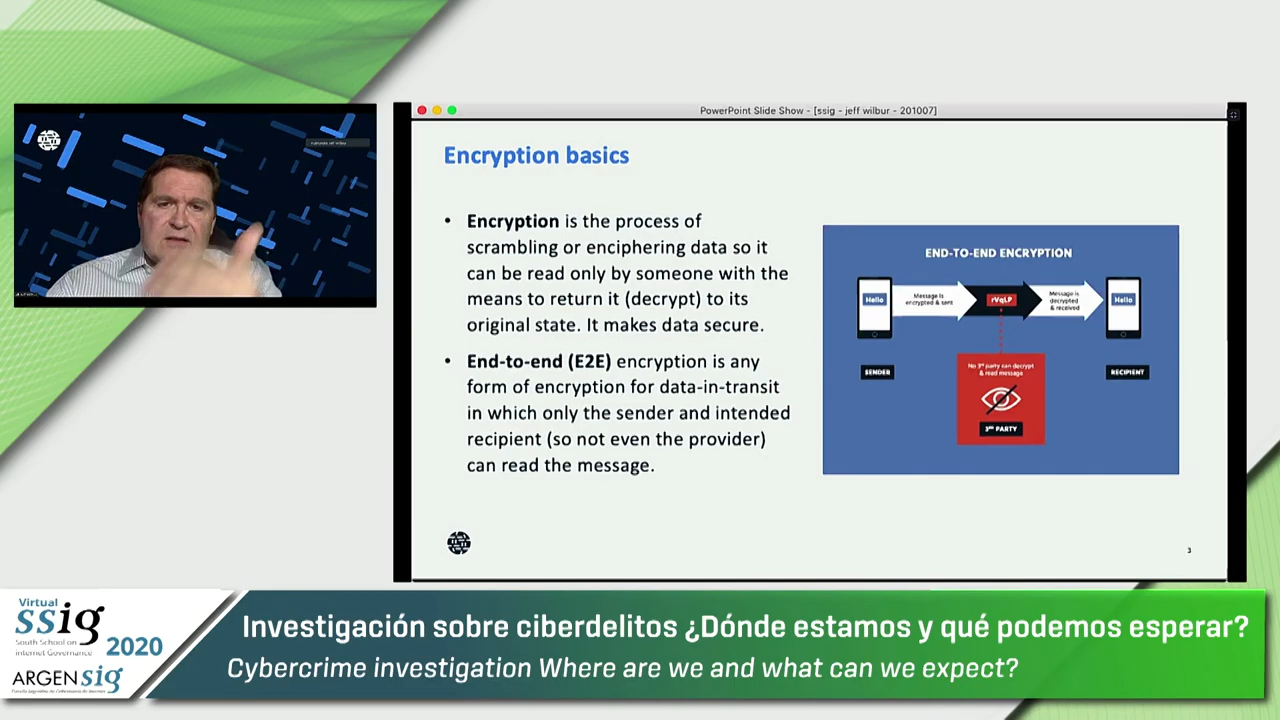 PowerPoint Slide Show - [ssig - jeff wilbur - 201007]
Encryption basics
• Encryption is the process of
scrambling or enciphering data so it
can be read only by someone with the
means to return it (decrypt) to its
original state. It makes data secure.
• End-to-end (E2E) encryption is any
form of encryption for data-in-transit
in which only the sender and intended
recipient (so not even the provider)
can read the message.
END-TO-END ENCRYPTION
Hello
Message is
encrypted & sent
rVqLP
Message is
decrypted
& received
Hello
SENDER
No 3rd party can decrypt
& read message
3RD PARTY
RECIPIENT
3
Virtual
ssig
South School on
Internet Governance
2020
ARGENsig
Investigación sobre ciberdelitos ¿Dónde estamos y qué podemos esperar?
Cybercrime investigation Where are we and what can we expect?